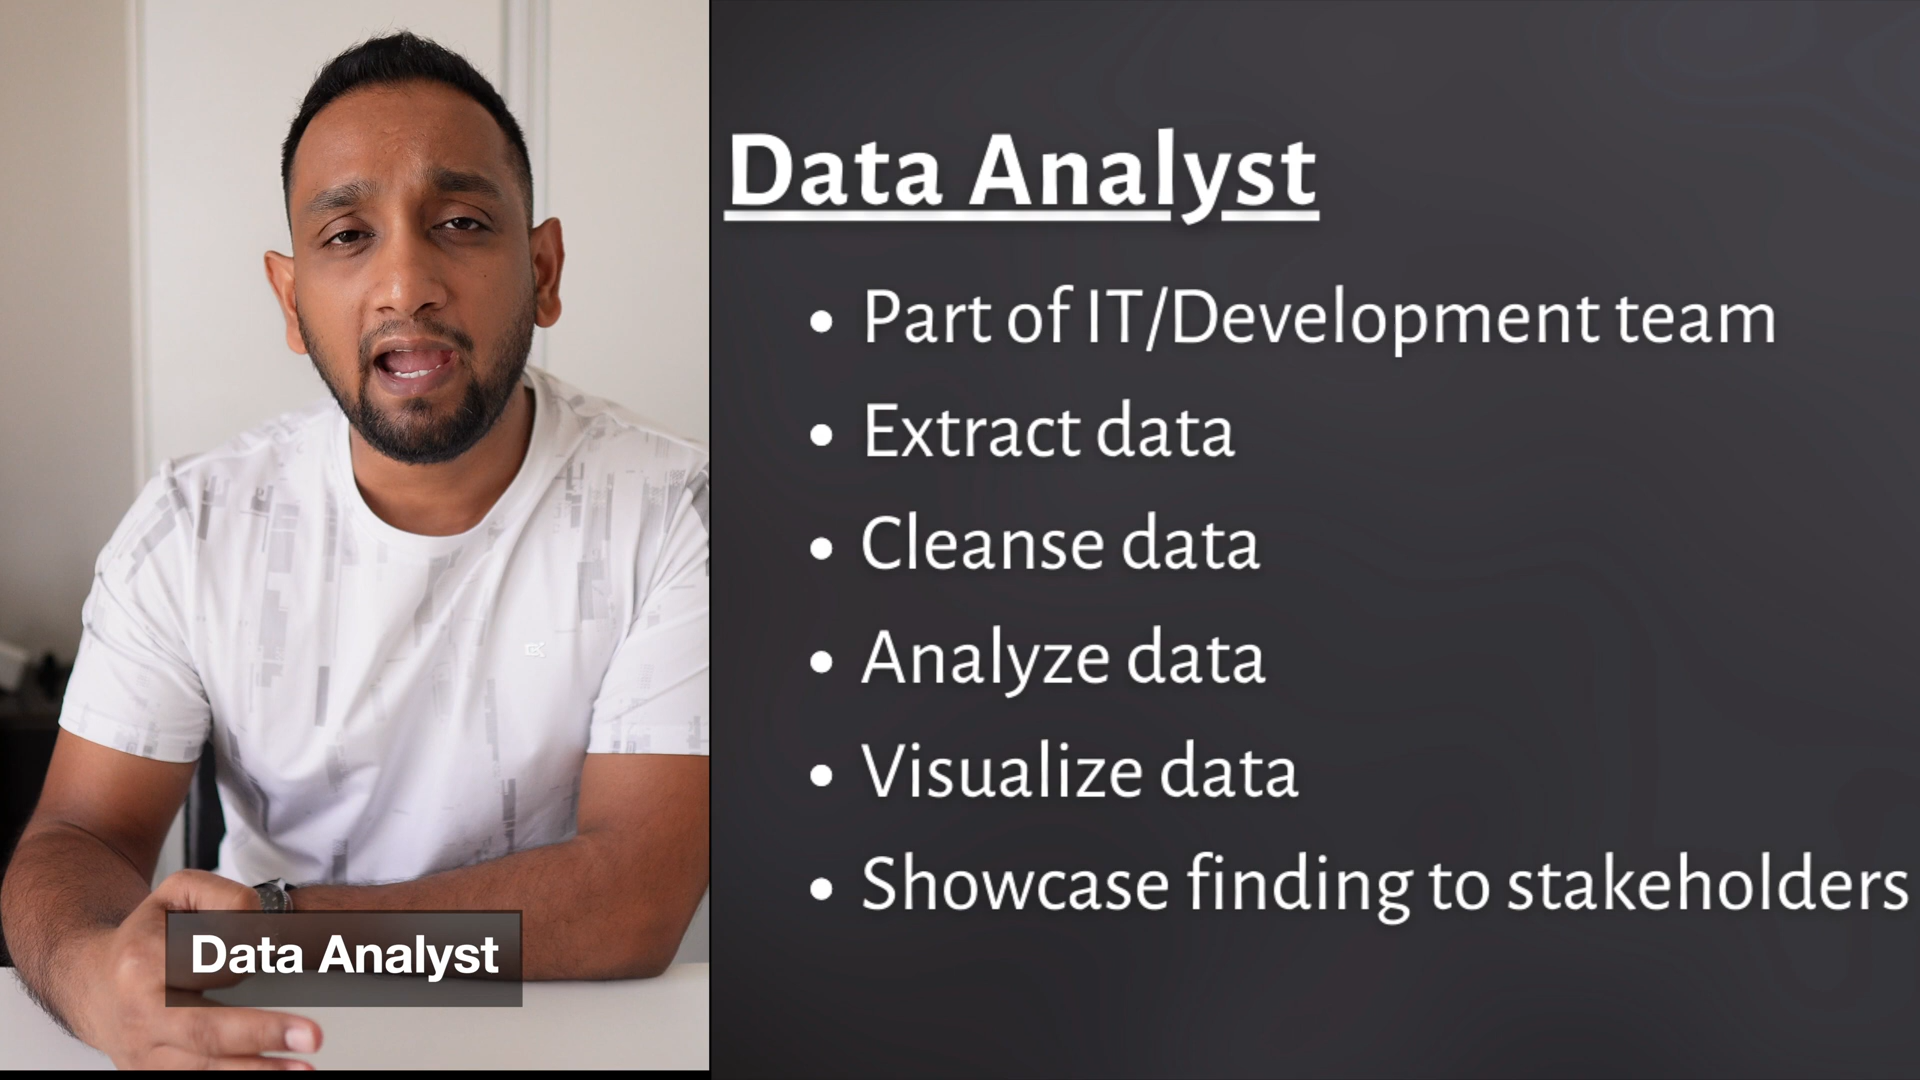 Data Analyst
Part of IT/Development team
Extract data
Cleanse data
Analyze data
Visualize data
Showcase finding to stakeholders
Data Analyst